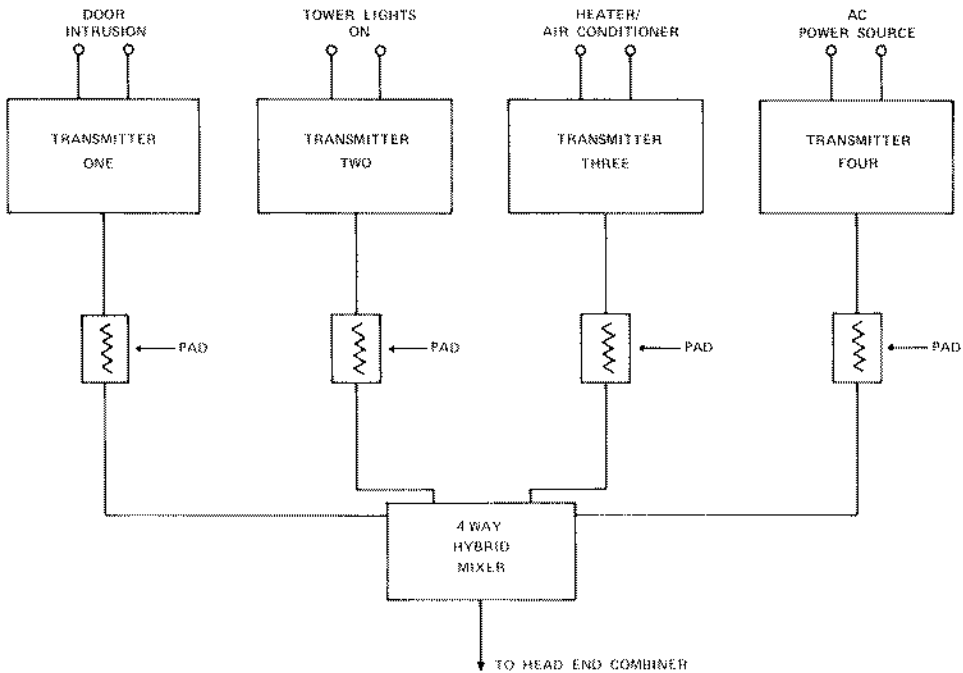 DOOR
INTRUSION
TOWER LIGHTS
ON
HEATER/
AIR CONDITIONER
AC
POWER SOURCE
TRANSMITTER
ONE
TRANSMITTER
TWO
TRANSMITTER
THREE
TRANSMITTER
FOUR
PAD
PAD
PAD
PAD
4 WAY
HYBRID
MIXER
TO HEAD END COMBINER